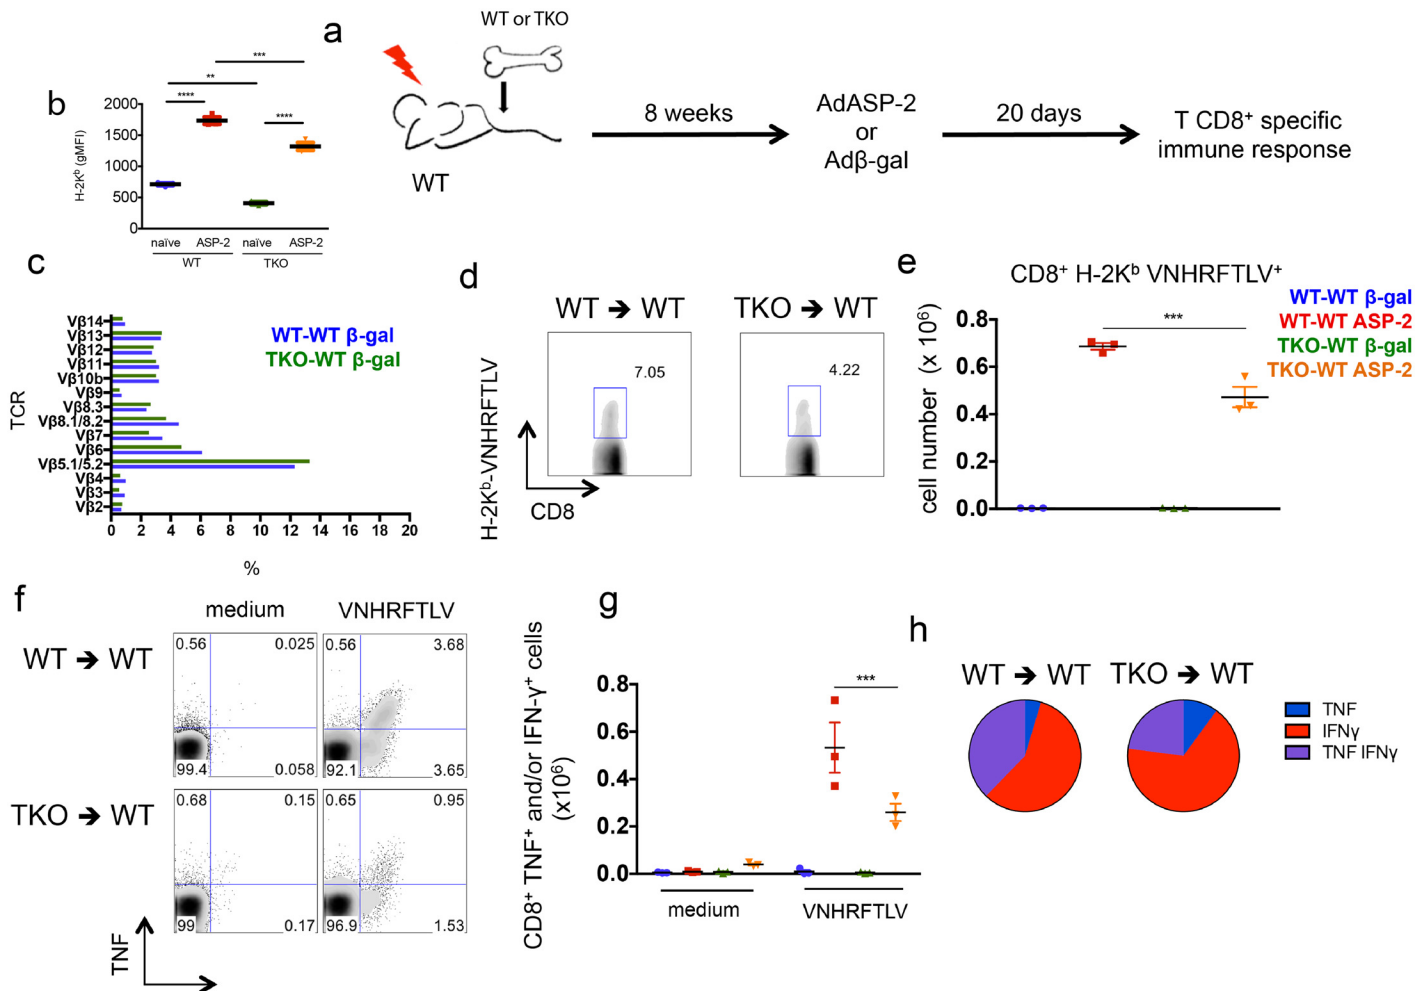 a
WT or TKO
WT
8 weeks
AdASP-2
or
Adβ-gal
20 days
T CD8⁺ specific
immune response
b
H-2Kᵇ (gMFI)
2000
1500
1000
500
0
****
**
***
****
naïve ASP-2 naïve ASP-2
WT TKO
c
TCR
Vβ14
Vβ13
Vβ12
Vβ11
Vβ10b
Vβ9
Vβ8.3
Vβ8.1/8.2
Vβ7
Vβ6
Vβ5.1/5.2
Vβ4
Vβ3
Vβ2
0 2 4 6 8 10 12 14 16 18 20
%
WT-WT β-gal
TKO-WT β-gal
d
WT ➔ WT TKO ➔ WT
7.05 4.22
H-2Kᵇ-VNHRFTLV
CD8
e
CD8⁺ H-2Kᵇ VNHRFTLV⁺
cell number (x 10⁶)
0.8
0.6
0.4
0.2
0.0
***
WT-WT β-gal
WT-WT ASP-2
TKO-WT β-gal
TKO-WT ASP-2
f
medium VNHRFTLV
WT ➔ WT
0.56 0.025 0.56 3.68
99.4 0.058 92.1 3.65
TKO ➔ WT
0.68 0.15 0.65 0.95
99 0.17 96.9 1.53
TNF
g
CD8⁺ TNF⁺ and/or IFN-γ⁺ cells
(x10⁶)
0.8
0.6
0.4
0.2
0.0
***
medium VNHRFTLV
h
WT ➔ WT TKO ➔ WT
TNF
IFNγ
TNF IFNγ